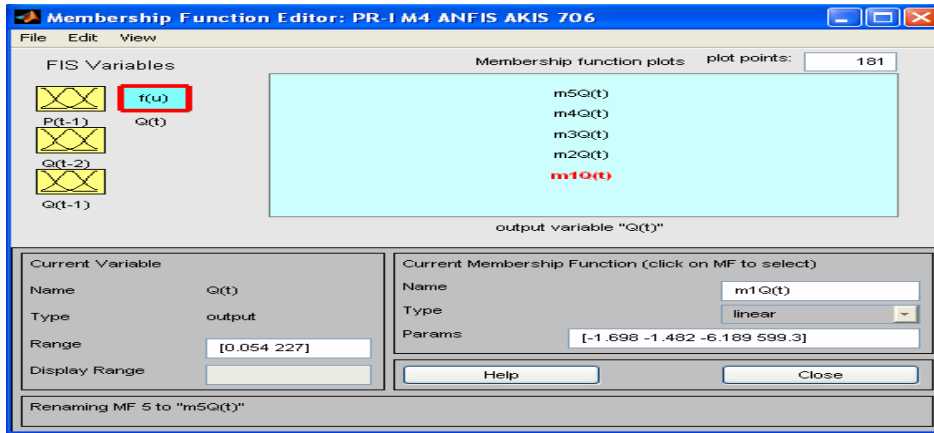 Membership Function Editor: PR-I M4 ANFIS AKIS 706
File Edit View
FIS Variables
Membership function plots
plot points:
181
f(u)
P(t-1)
Q(t)
Q(t-2)
Q(t-1)
m5Q(t)
m4Q(t)
m3Q(t)
m2Q(t)
m1Q(t)
output variable "Q(t)"
Current Variable
Name Q(t)
Type output
Range [0.054 227]
Display Range
Current Membership Function (click on MF to select)
Name m1Q(t)
Type linear
Params [-1.698 -1.482 -6.189 599.3]
Help Close
Renaming MF 5 to "m5Q(t)"